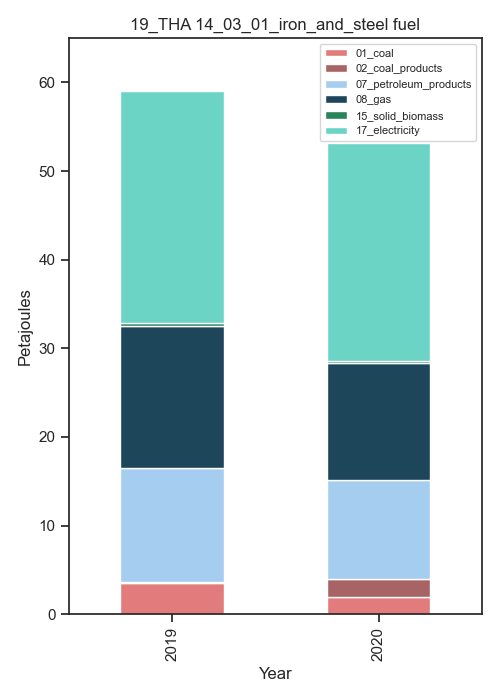 19_THA 14_03_01_iron_and_steel fuel
01_coal
02_coal_products
07_petroleum_products
08_gas
15_solid_biomass
17_electricity
60
50
40
30
20
10
0
Petajoules
2019
2020
Year